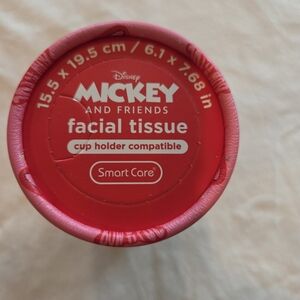 15.5 x 19.5 cm / 6.1 x 7.68 in
Disney
MICKEY
AND FRIENDS
facial tissue
cup holder compatible
Smart Care®